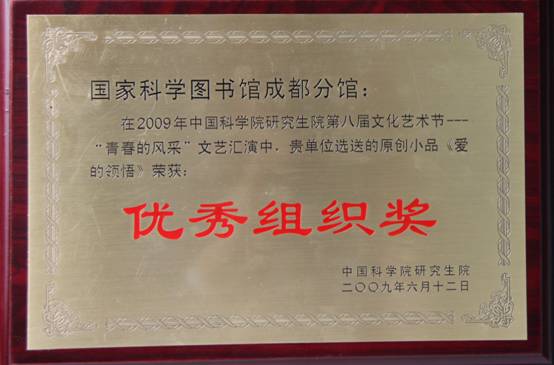 国家科学图书馆成都分馆：
在2009年中国科学院研究生院第八届文化艺术节---
“青春的风采”文艺汇演中，贵单位选送的原创小品《爱
的领悟》荣获：
优秀组织奖
中国科学院研究生院
二〇〇九年六月十二日